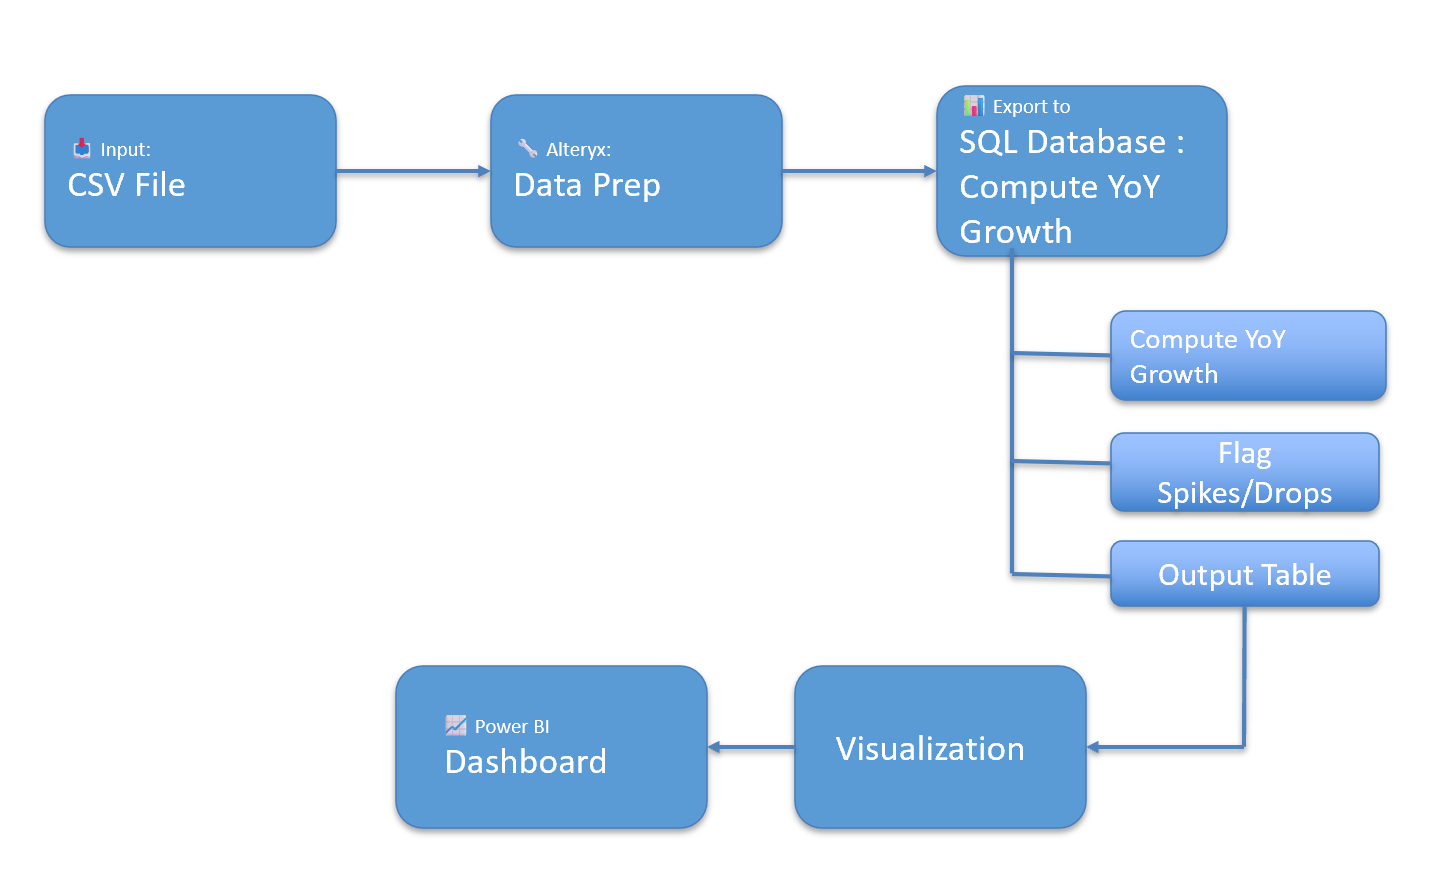 Input:
CSV File
Alteryx:
Data Prep
Export to
SQL Database :
Compute YoY
Growth
Compute YoY
Growth
Flag
Spikes/Drops
Output Table
Visualization
Power BI
Dashboard